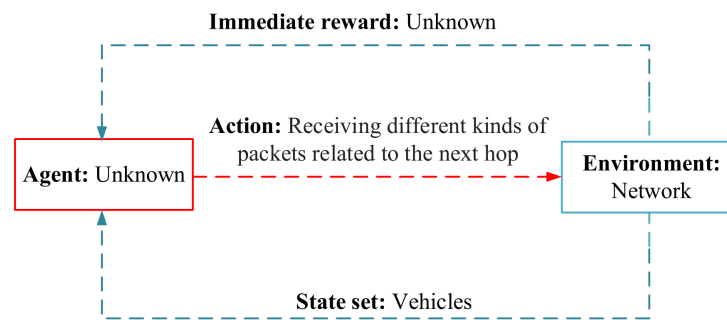 Immediate reward: Unknown
Action: Receiving different kinds of
packets related to the next hop
Agent: Unknown
Environment:
Network
State set: Vehicles